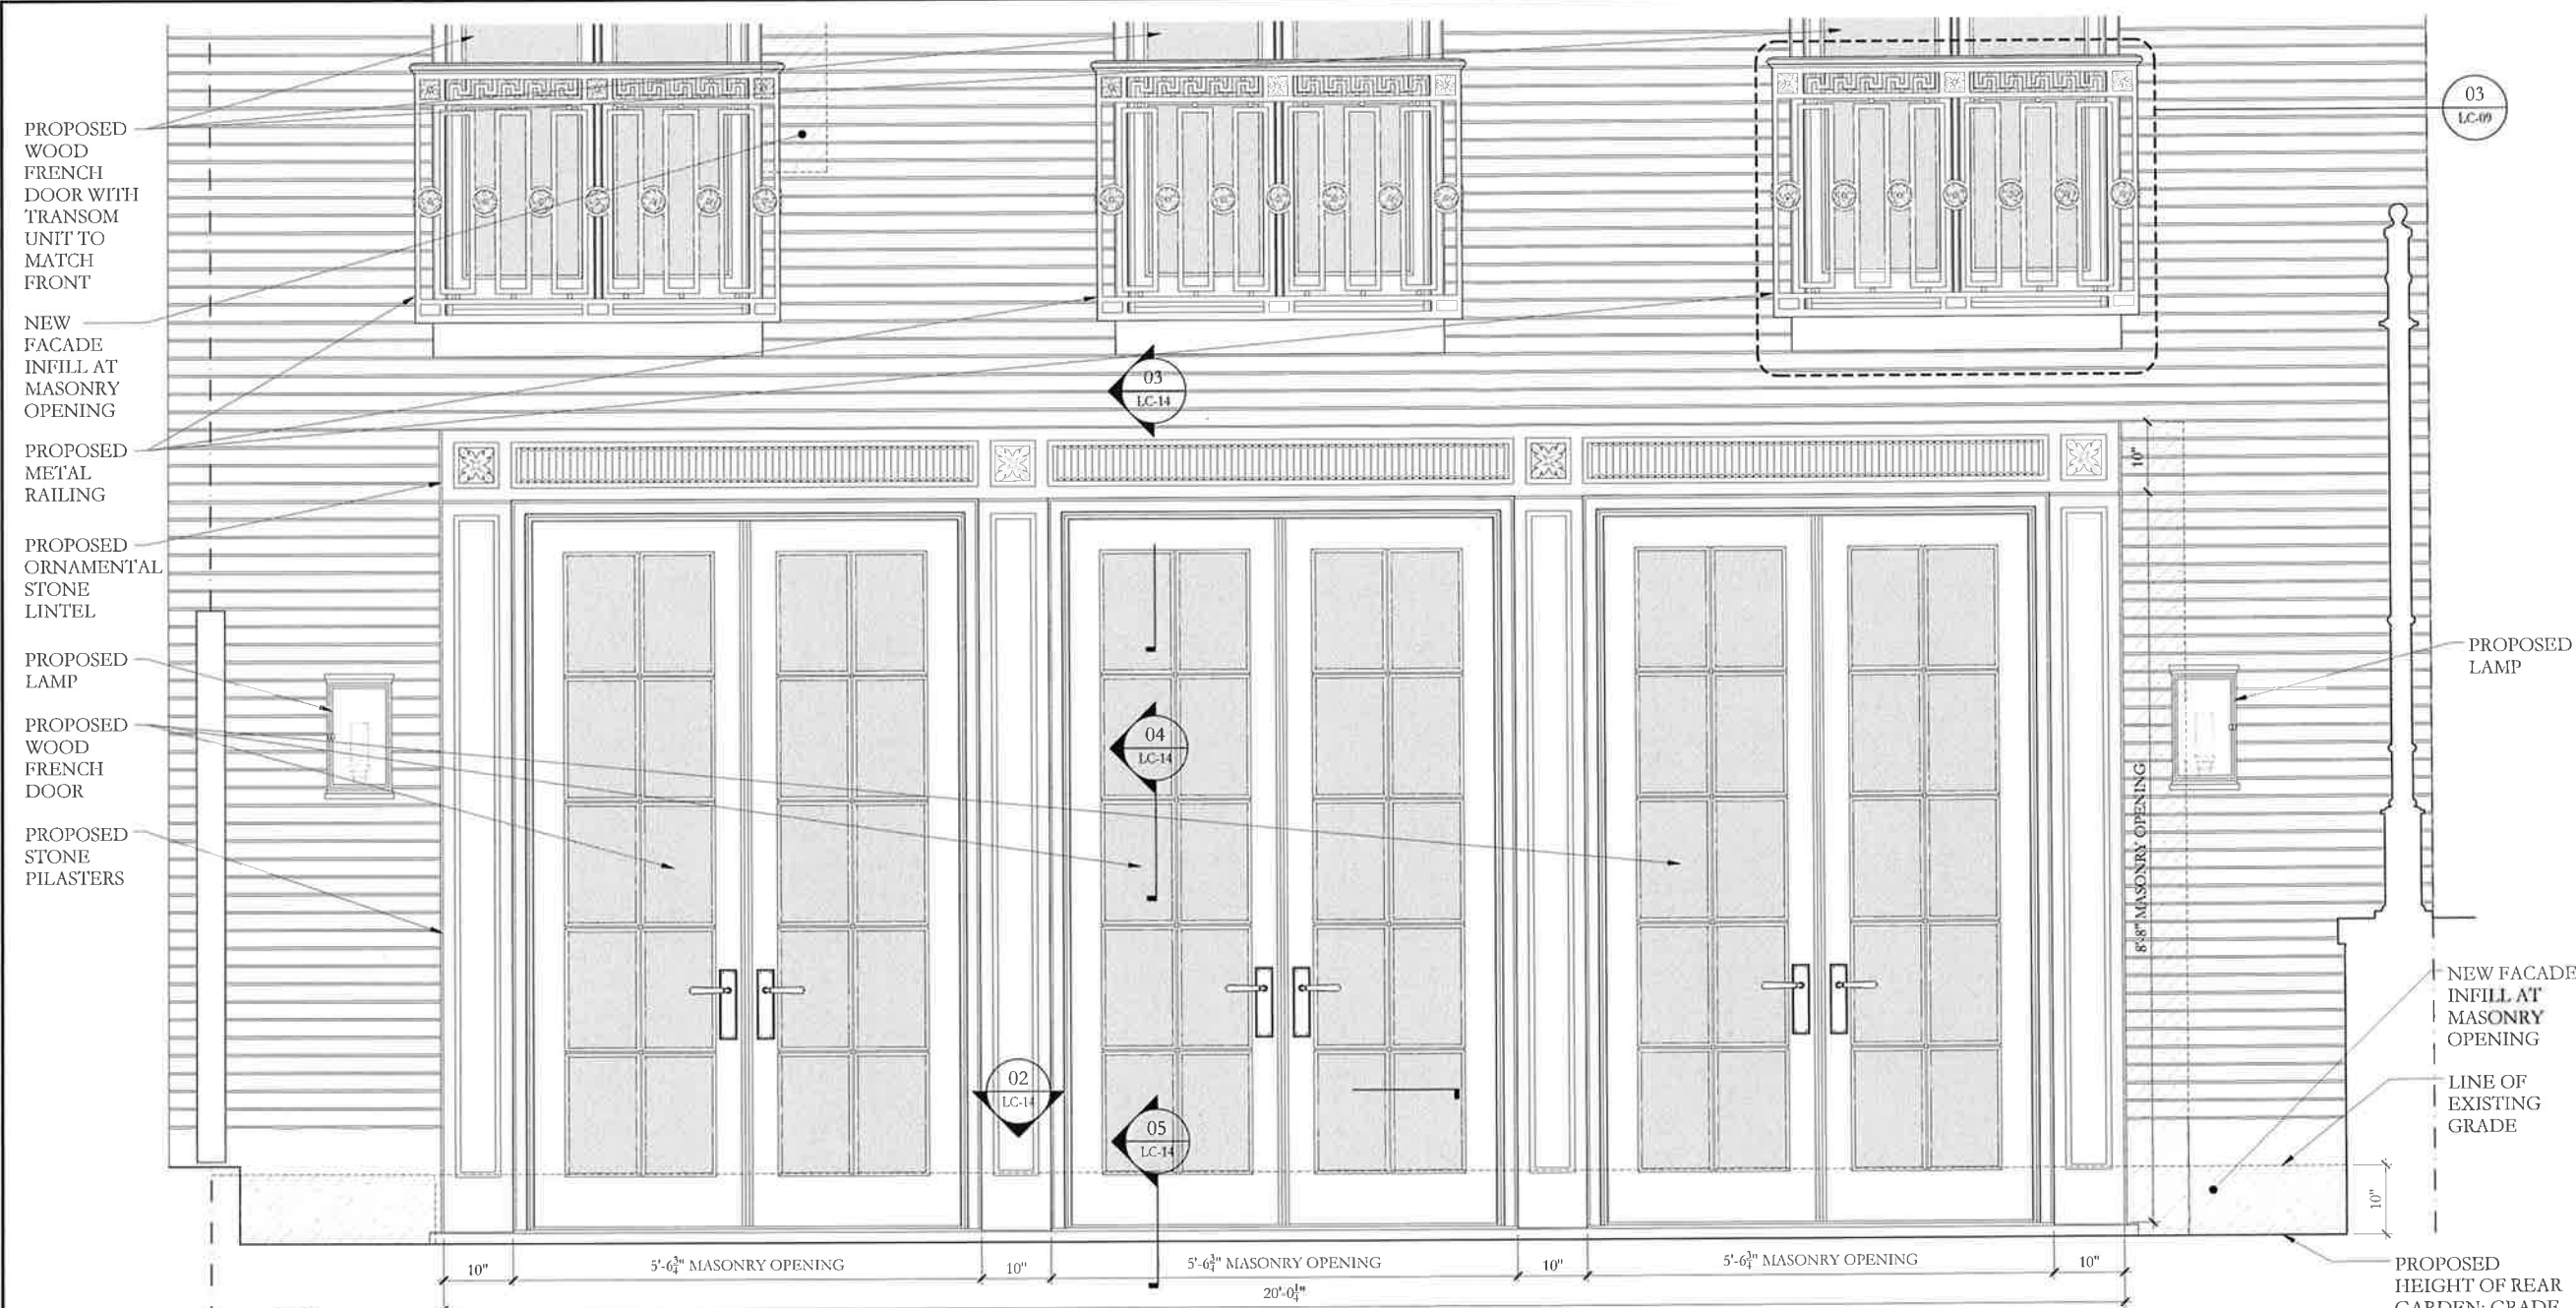 PROPOSED
WOOD
FRENCH
DOOR WITH
TRANSOM
UNIT TO
MATCH
FRONT
NEW
FACADE
INFILL AT
MASONRY
OPENING
PROPOSED
METAL
RAILING
PROPOSED
ORNAMENTAL
STONE
LINTEL
PROPOSED
LAMP
PROPOSED
WOOD
FRENCH
DOOR
PROPOSED
STONE
PILASTERS
03
LC-09
03
LC-14
04
LC-14
02
LC-14
05
LC-14
10"
8'-8" MASONRY OPENING
PROPOSED
LAMP
NEW FACADE
INFILL AT
MASONRY
OPENING
LINE OF
EXISTING
GRADE
10"
PROPOSED
HEIGHT OF REAR
GARDEN: GRADE
10"
5'-6¾" MASONRY OPENING
10"
5'-6¾" MASONRY OPENING
10"
5'-6¾" MASONRY OPENING
10"
20'-0¼"